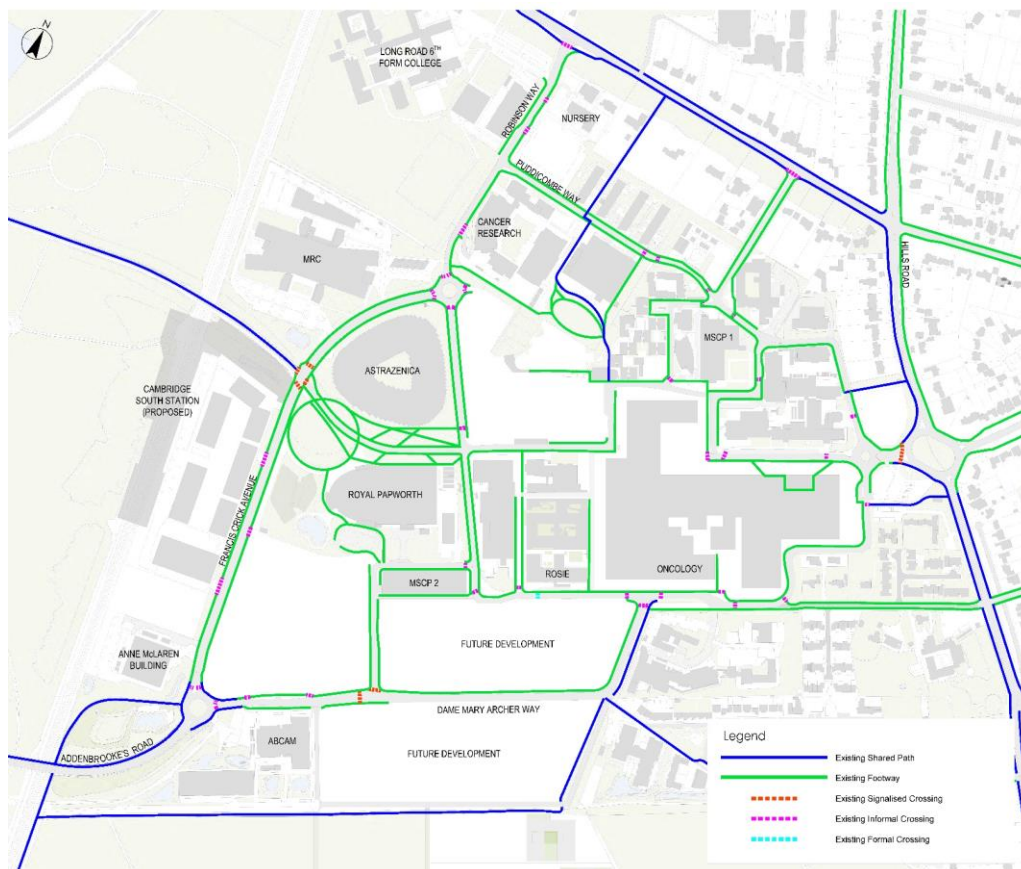 N
LONG ROAD 6TH
FORM COLLEGE
ROBINSON WAY
NURSERY
PUDDICOMBE WAY
CANCER
RESEARCH
HILLS ROAD
MRC
MSCP 1
ASTRAZENICA
CAMBRIDGE
SOUTH STATION
(PROPOSED)
ROYAL PAPWORTH
FRANCIS CRICK AVENUE
MSCP 2
ROSIE
ONCOLOGY
FUTURE DEVELOPMENT
ANNE McLAREN
BUILDING
DAME MARY ARCHER WAY
ADDENBROOKE'S ROAD
ABCAM
FUTURE DEVELOPMENT
Legend
Existing Shared Path
Existing Footway
Existing Signalised Crossing
Existing Informal Crossing
Existing Formal Crossing